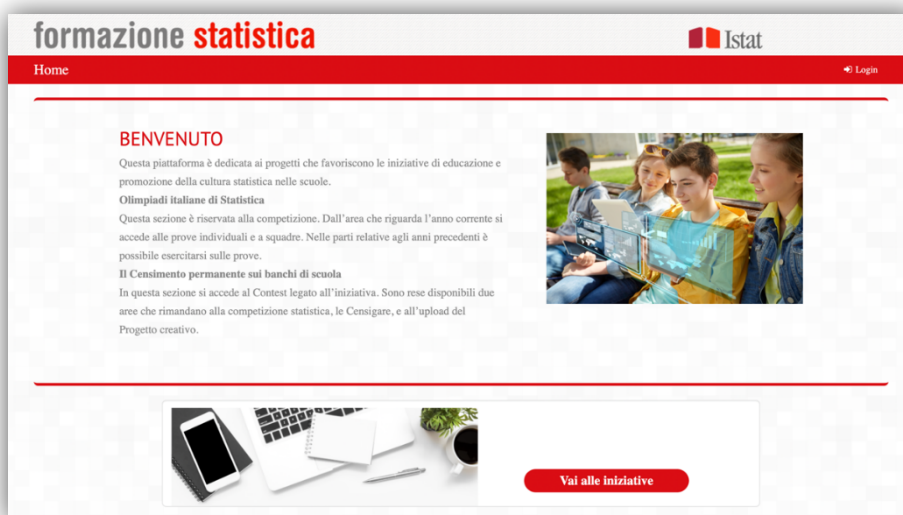 formazione statistica
Istat
Home
Login
BENVENUTO
Questa piattaforma è dedicata ai progetti che favoriscono le iniziative di educazione e
promozione della cultura statistica nelle scuole.
Olimpiadi italiane di Statistica
Questa sezione è riservata alla competizione. Dall'area che riguarda l'anno corrente si
accede alle prove individuali e a squadre. Nelle parti relative agli anni precedenti è
possibile esercitarsi sulle prove.
Il Censimento permanente sui banchi di scuola
In questa sezione si accede al Contest legato all'iniziativa. Sono rese disponibili due
aree che rimandano alla competizione statistica, le Censigare, e all'upload del
Progetto creativo.
Vai alle iniziative